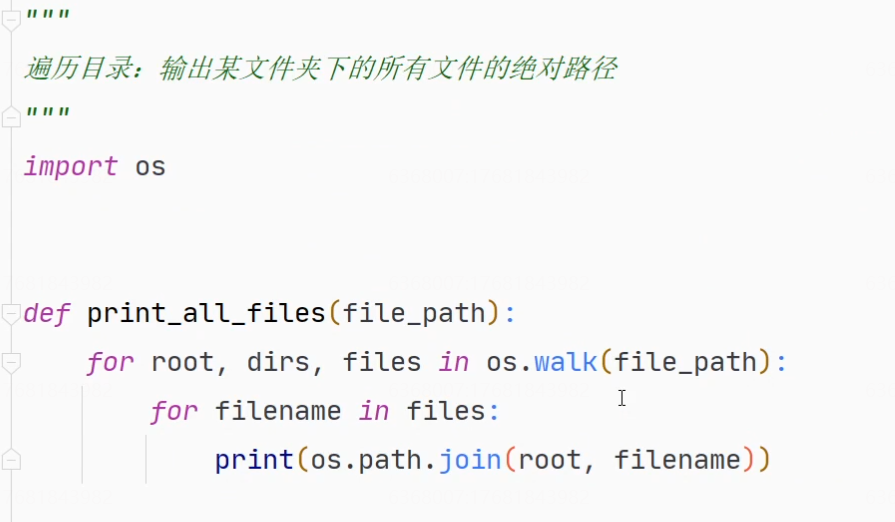 """
遍历目录：输出某文件夹下的所有文件的绝对路径
"""
import os
def print_all_files(file_path):
    for root, dirs, files in os.walk(file_path):
        for filename in files:
            print(os.path.join(root, filename))